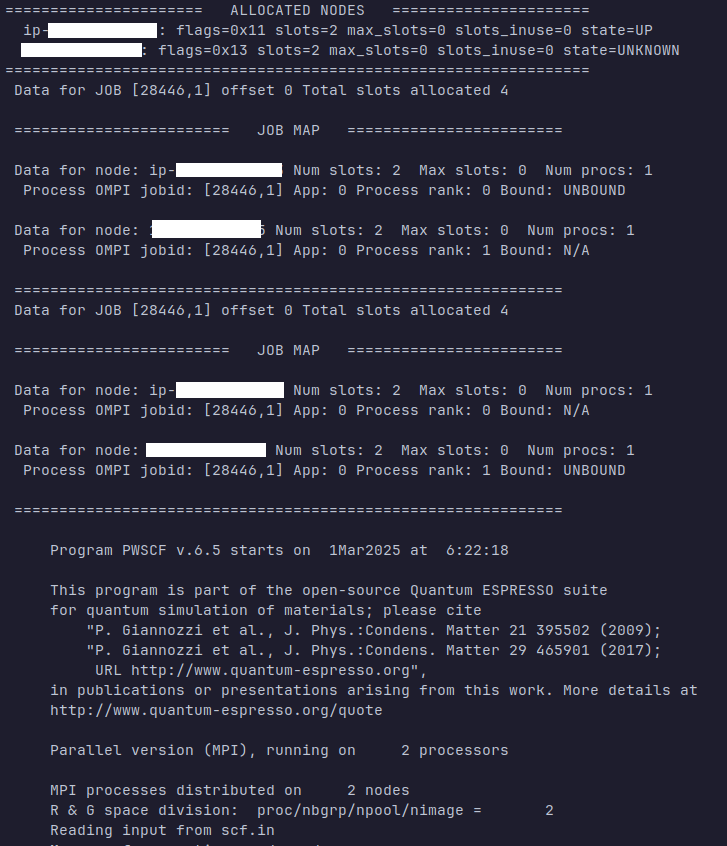 ======================   ALLOCATED NODES   ======================
ip-: flags=0x11 slots=2 max_slots=0 slots_inuse=0 state=UP
: flags=0x13 slots=2 max_slots=0 slots_inuse=0 state=UNKNOWN
=================================================================
Data for JOB [28446,1] offset 0 Total slots allocated 4
========================   JOB MAP   ========================
Data for node: ip- Num slots: 2  Max slots: 0  Num procs: 1
Process OMPI jobid: [28446,1] App: 0 Process rank: 0 Bound: UNBOUND
Data for node: Num slots: 2  Max slots: 0  Num procs: 1
Process OMPI jobid: [28446,1] App: 0 Process rank: 1 Bound: N/A
=============================================================
Data for JOB [28446,1] offset 0 Total slots allocated 4
========================   JOB MAP   ========================
Data for node: ip- Num slots: 2  Max slots: 0  Num procs: 1
Process OMPI jobid: [28446,1] App: 0 Process rank: 0 Bound: N/A
Data for node: Num slots: 2  Max slots: 0  Num procs: 1
Process OMPI jobid: [28446,1] App: 0 Process rank: 1 Bound: UNBOUND
=============================================================
Program PWSCF v.6.5 starts on  1Mar2025 at  6:22:18
This program is part of the open-source Quantum ESPRESSO suite
for quantum simulation of materials; please cite
"P. Giannozzi et al., J. Phys.:Condens. Matter 21 395502 (2009);
"P. Giannozzi et al., J. Phys.:Condens. Matter 29 465901 (2017);
URL http://www.quantum-espresso.org",
in publications or presentations arising from this work. More details at
http://www.quantum-espresso.org/quote
Parallel version (MPI), running on     2 processors
MPI processes distributed on     2 nodes
R & G space division:  proc/nbgrp/npool/nimage =       2
Reading input from scf.in